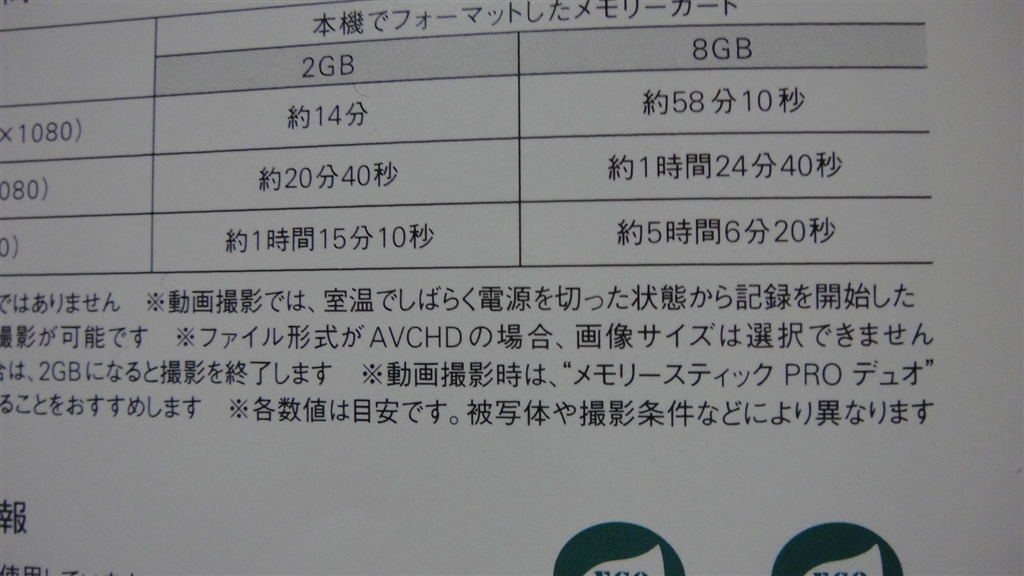 本機でフォーマットしたメモリーカード
2GB 8GB
×1080) 約14分 約58分10秒
080) 約20分40秒 約1時間24分40秒
0) 約1時間15分10秒 約5時間6分20秒
ではありません ※動画撮影では、室温でしばらく電源を切った状態から記録を開始した
撮影が可能です ※ファイル形式がAVCHDの場合、画像サイズは選択できません
合は、2GBになると撮影を終了します ※動画撮影時は、“メモリースティック PRO デュオ”
ることをおすすめします ※各数値は目安です。被写体や撮影条件などにより異なります
報
使用して
ECO ECO